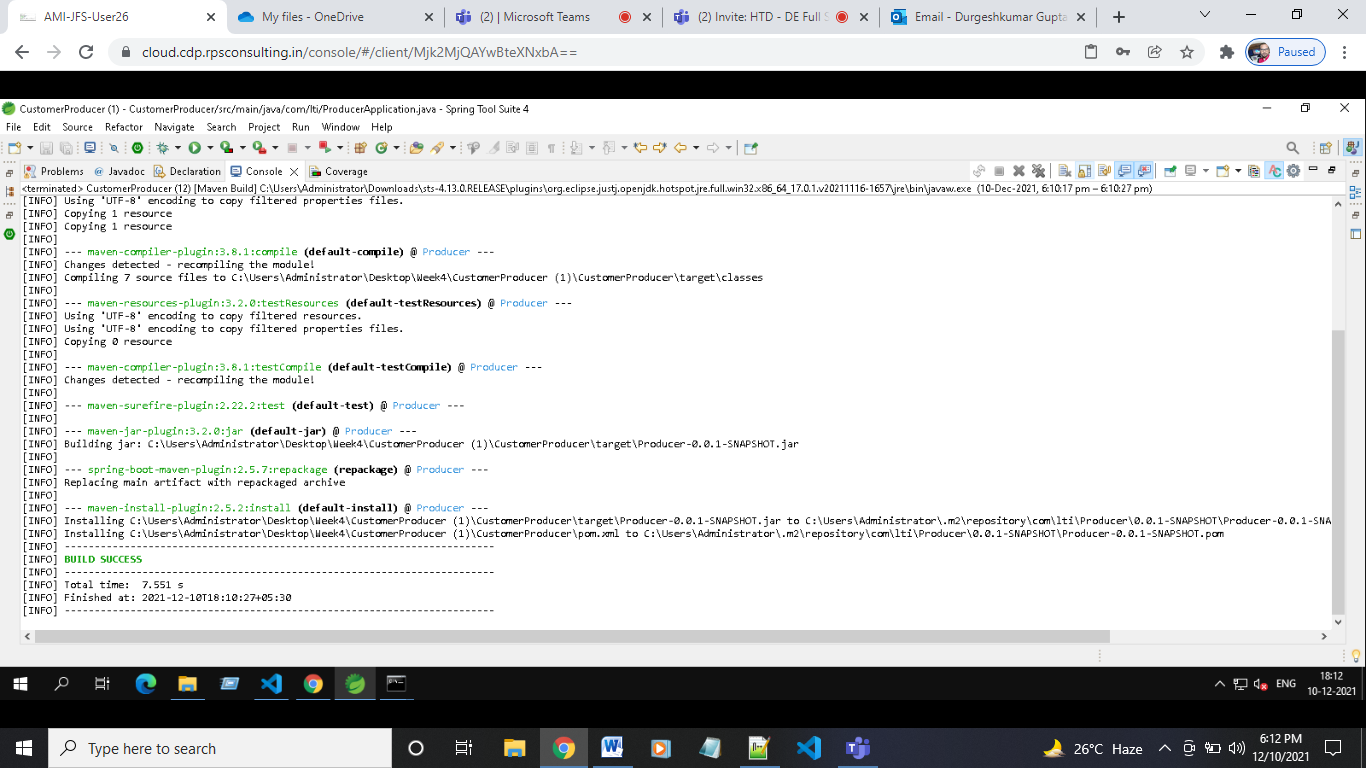 AMI-JFS-User26
My files - OneDrive
(2) | Microsoft Teams
(2) Invite: HTD - DE Full S
Email - Durgeshkumar Gupta
cloud.cdp.rpsconsulting.in/console/#/client/Mjk2MjQAYwBteXNxbA==
Paused
CustomerProducer (1) - CustomerProducer/src/main/java/com/lti/ProducerApplication.java - Spring Tool Suite 4
File Edit Source Refactor Navigate Search Project Run Window Help
Problems @ Javadoc Declaration Console Coverage
<terminated> CustomerProducer (12) [Maven Build] C:\Users\Administrator\Downloads\sts-4.13.0.RELEASE\plugins\org.eclipse.justj.openjdk.hotspot.jre.full.win32.x86_64_17.0.1.v20211116-1657\jre\bin\javaw.exe (10-Dec-2021, 6:10:17 pm – 6:10:27 pm)
[INFO] Using 'UTF-8' encoding to copy filtered properties files.
[INFO] Copying 1 resource
[INFO] Copying 1 resource
[INFO]
[INFO] --- maven-compiler-plugin:3.8.1:compile (default-compile) @ Producer ---
[INFO] Changes detected - recompiling the module!
[INFO] Compiling 7 source files to C:\Users\Administrator\Desktop\Week4\CustomerProducer (1)\CustomerProducer\target\classes
[INFO]
[INFO] --- maven-resources-plugin:3.2.0:testResources (default-testResources) @ Producer ---
[INFO] Using 'UTF-8' encoding to copy filtered resources.
[INFO] Using 'UTF-8' encoding to copy filtered properties files.
[INFO] Copying 0 resource
[INFO]
[INFO] --- maven-compiler-plugin:3.8.1:testCompile (default-testCompile) @ Producer ---
[INFO] Changes detected - recompiling the module!
[INFO]
[INFO] --- maven-surefire-plugin:2.22.2:test (default-test) @ Producer ---
[INFO]
[INFO] --- maven-jar-plugin:3.2.0:jar (default-jar) @ Producer ---
[INFO] Building jar: C:\Users\Administrator\Desktop\Week4\CustomerProducer (1)\CustomerProducer\target\Producer-0.0.1-SNAPSHOT.jar
[INFO]
[INFO] --- spring-boot-maven-plugin:2.5.7:repackage (repackage) @ Producer ---
[INFO] Replacing main artifact with repackaged archive
[INFO]
[INFO] --- maven-install-plugin:2.5.2:install (default-install) @ Producer ---
[INFO] Installing C:\Users\Administrator\Desktop\Week4\CustomerProducer (1)\CustomerProducer\target\Producer-0.0.1-SNAPSHOT.jar to C:\Users\Administrator\.m2\repository\com\lti\Producer\0.0.1-SNAPSHOT\Producer-0.0.1-SNA
[INFO] Installing C:\Users\Administrator\Desktop\Week4\CustomerProducer (1)\CustomerProducer\pom.xml to C:\Users\Administrator\.m2\repository\com\lti\Producer\0.0.1-SNAPSHOT\Producer-0.0.1-SNAPSHOT.pom
[INFO] ------------------------------------------------------------------------
[INFO] BUILD SUCCESS
[INFO] ------------------------------------------------------------------------
[INFO] Total time:  7.551 s
[INFO] Finished at: 2021-12-10T18:10:27+05:30
[INFO] ------------------------------------------------------------------------
ENG
18:12
10-12-2021
Type here to search
26°C Haze
6:12 PM
12/10/2021